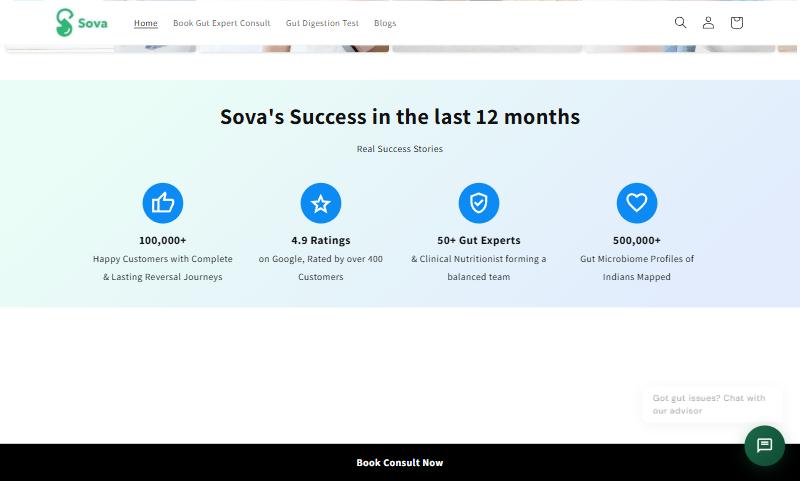 Sova
Home
Book Gut Expert Consult
Gut Digestion Test
Blogs
Sova's Success in the last 12 months
Real Success Stories
100,000+
Happy Customers with Complete
& Lasting Reversal Journeys
4.9 Ratings
on Google, Rated by over 400
Customers
50+ Gut Experts
& Clinical Nutritionist forming a
balanced team
500,000+
Gut Microbiome Profiles of
Indians Mapped
Got gut issues? Chat with
our advisor
Book Consult Now